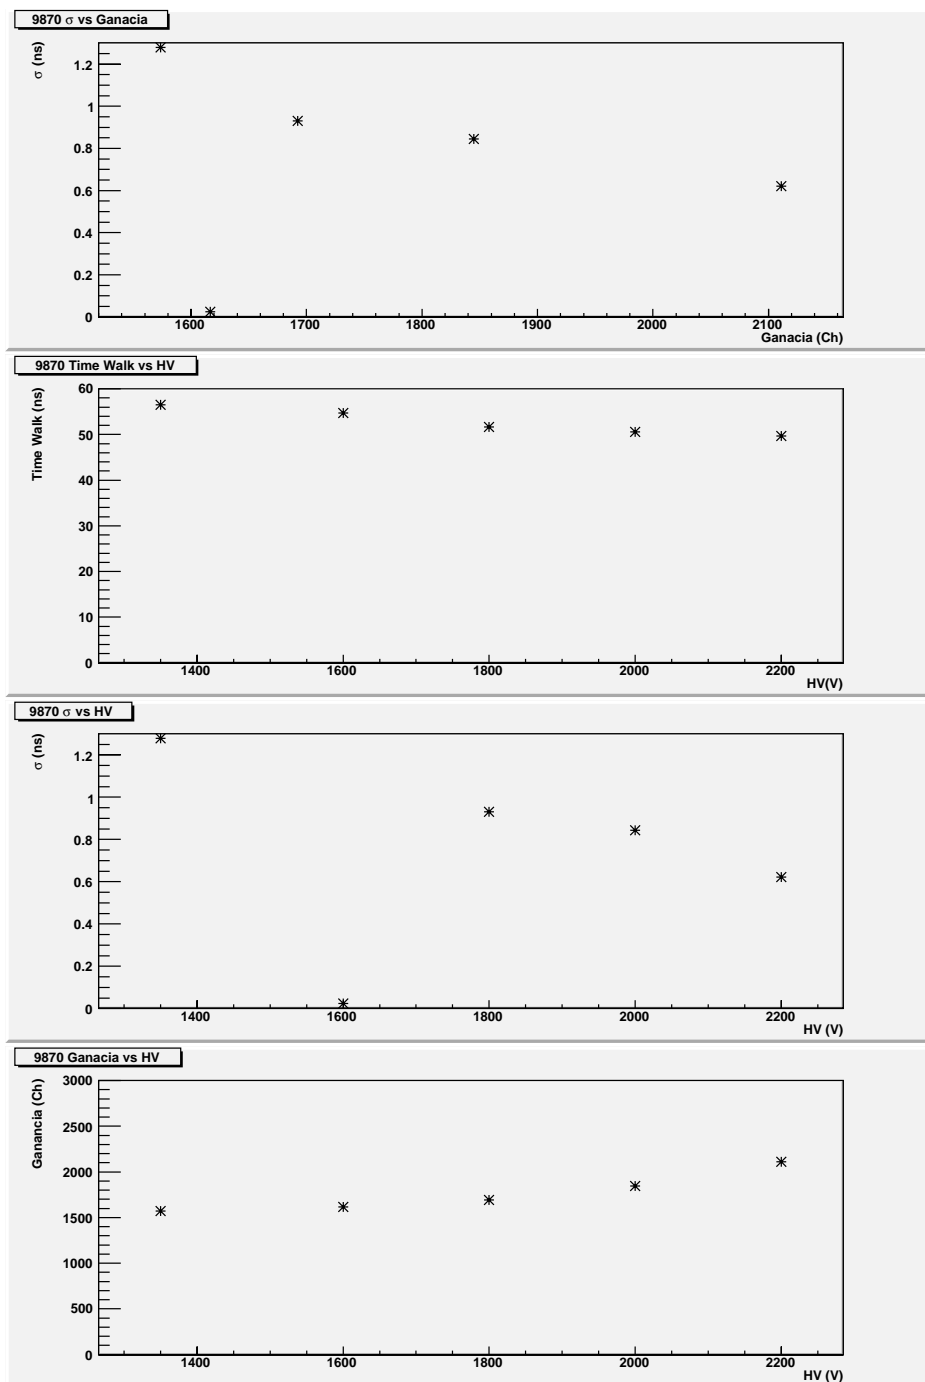 9870 σ vs Ganacia
σ (ns)
1.2
1
0.8
0.6
0.4
0.2
0
1600 1700 1800 1900 2000 2100
Ganacia (Ch)
9870 Time Walk vs HV
Time Walk (ns)
60
50
40
30
20
10
0
1400 1600 1800 2000 2200
HV(V)
9870 σ vs HV
σ (ns)
1.2
1
0.8
0.6
0.4
0.2
0
1400 1600 1800 2000 2200
HV (V)
9870 Ganacia vs HV
Ganancia (Ch)
3000
2500
2000
1500
1000
500
0
1400 1600 1800 2000 2200
HV (V)